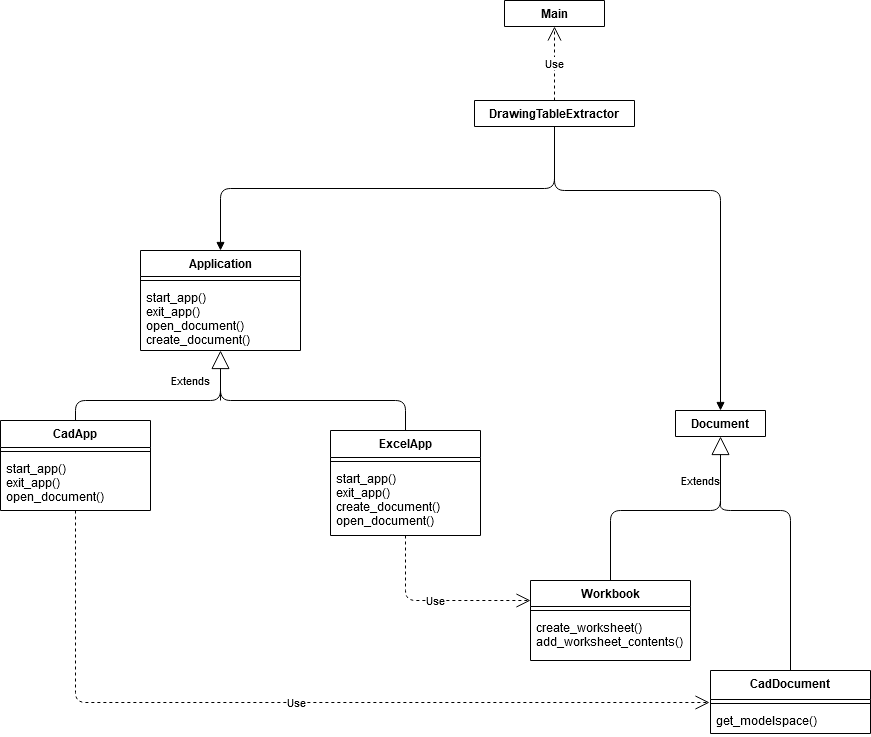 Main
Use
DrawingTableExtractor
Application
start_app()
exit_app()
open_document()
create_document()
Extends
CadApp
start_app()
exit_app()
open_document()
ExcelApp
start_app()
exit_app()
create_document()
open_document()
Document
Extends
Use
Workbook
create_worksheet()
add_worksheet_contents()
Use
CadDocument
get_modelspace()